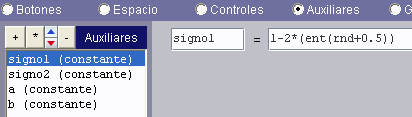 Botones Espacio Controles Auxiliares G
+ * - Auxiliares signo1 = 1-2*(ent(rnd+0.5))
signo1 (constante)
signo2 (constante)
a (constante)
b (constante)